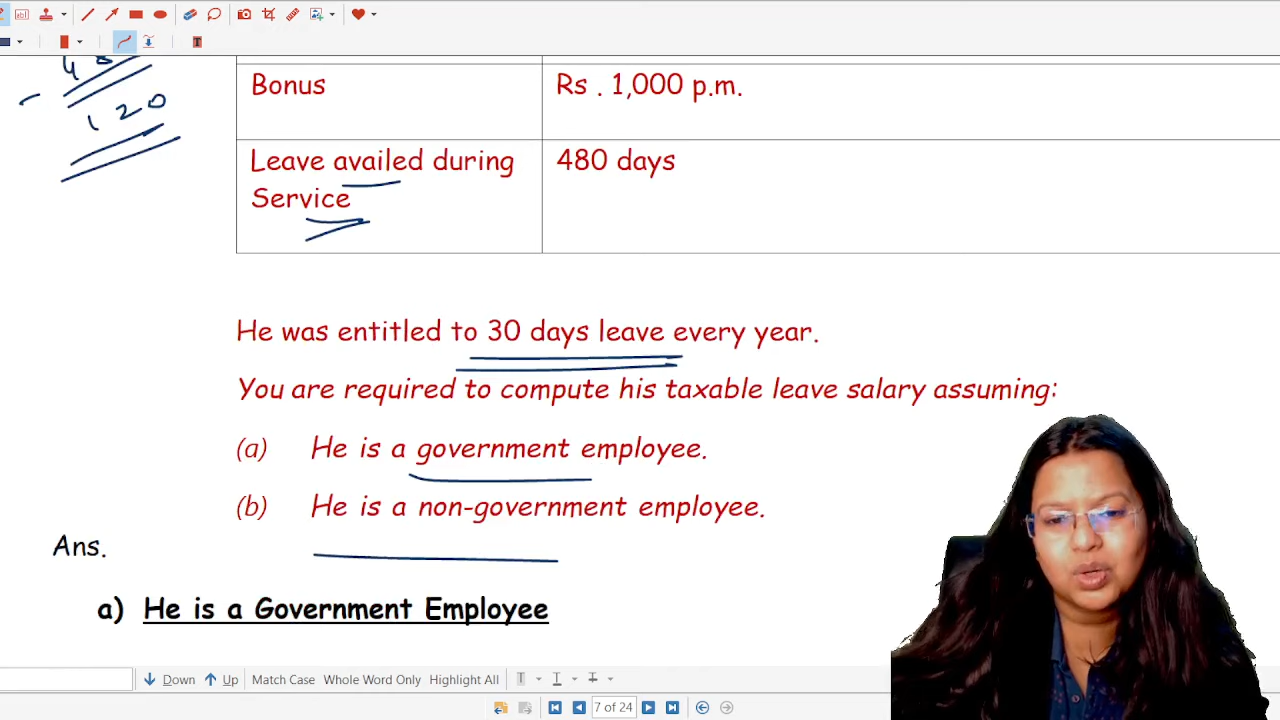 48
- 120
Bonus Rs . 1,000 p.m.
Leave availed during 480 days
Service
He was entitled to 30 days leave every year.
You are required to compute his taxable leave salary assuming:
(a) He is a government employee.
(b) He is a non-government employee.
Ans.
a) He is a Government Employee
Down Up Match Case Whole Word Only Highlight All T T T
7 of 24